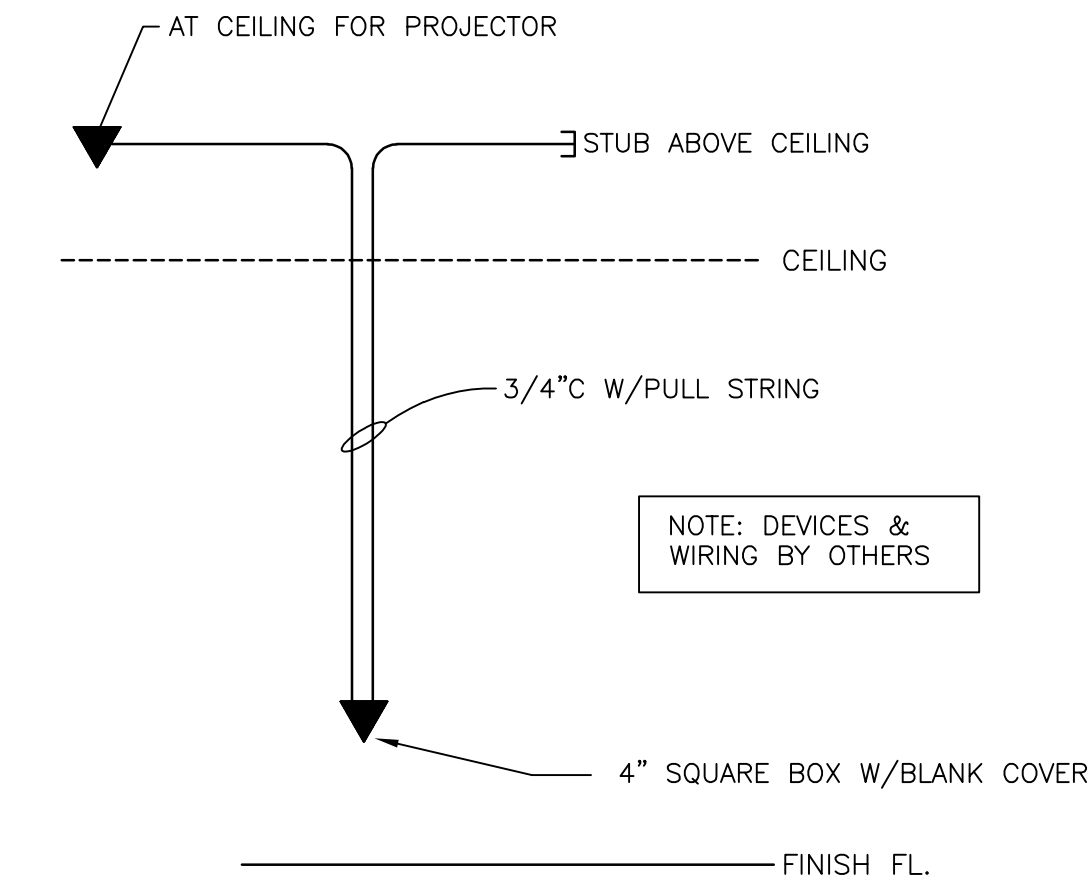 AT CEILING FOR PROJECTOR
STUB ABOVE CEILING
CEILING
3/4"C W/PULL STRING
NOTE: DEVICES &
WIRING BY OTHERS
4" SQUARE BOX W/BLANK COVER
FINISH FL.